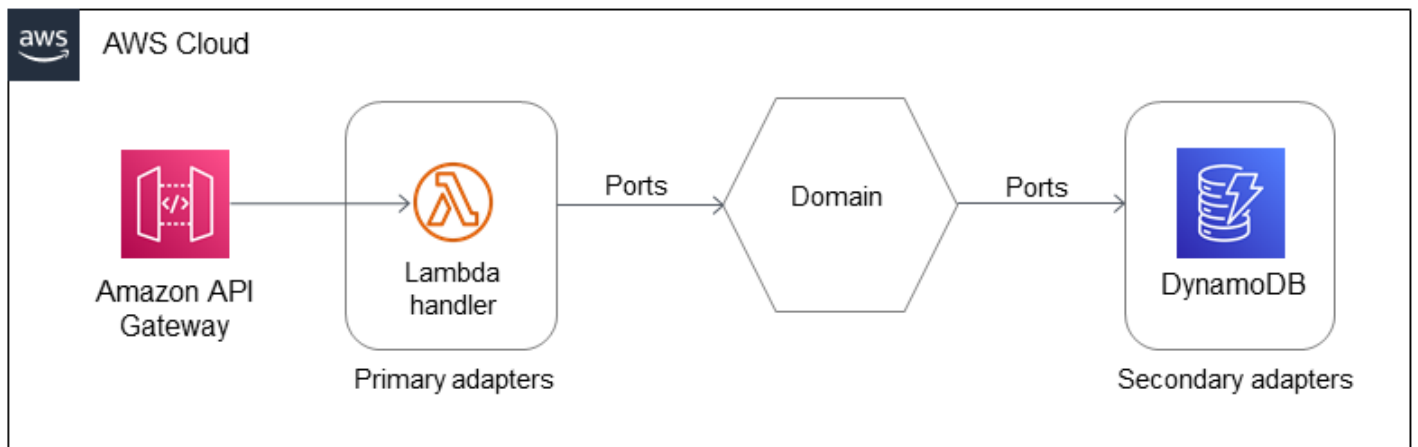 aws
AWS Cloud
Amazon API
Gateway
</>
Lambda
handler
Primary adapters
Ports
Domain
Ports
DynamoDB
Secondary adapters